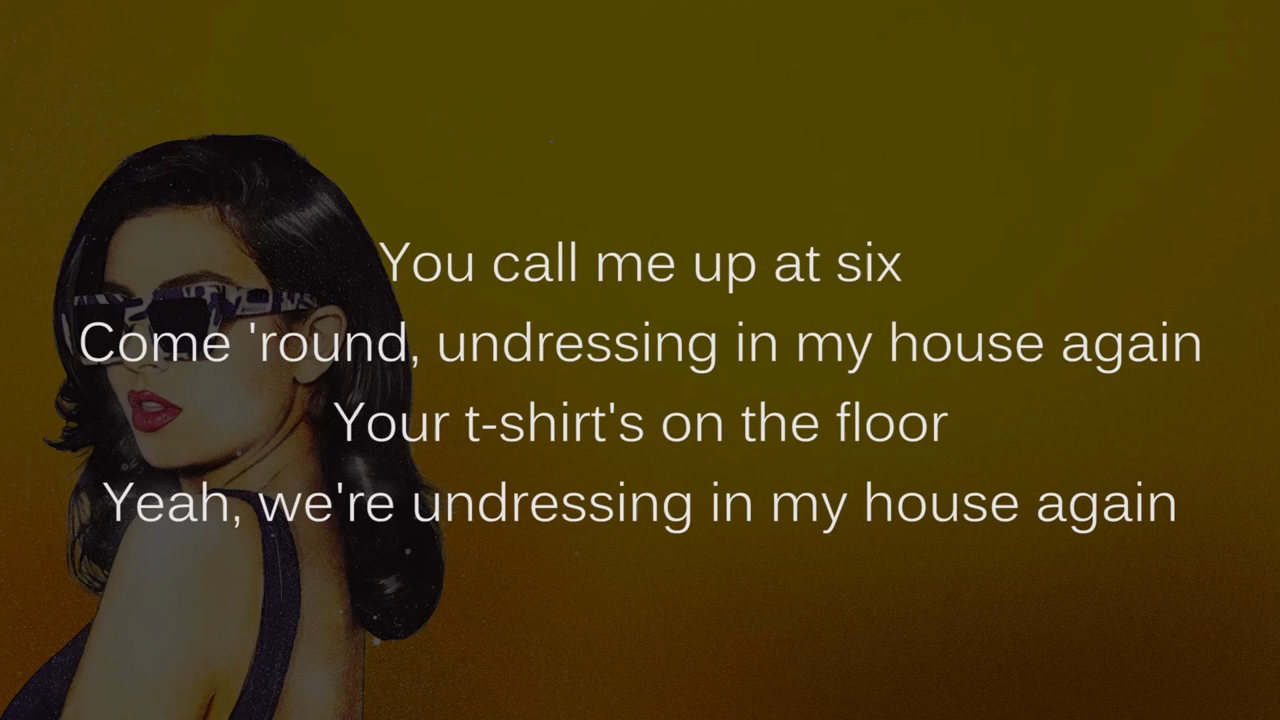 You call me up at six
Come 'round, undressing in my house again
Your t-shirt's on the floor
Yeah, we're undressing in my house again